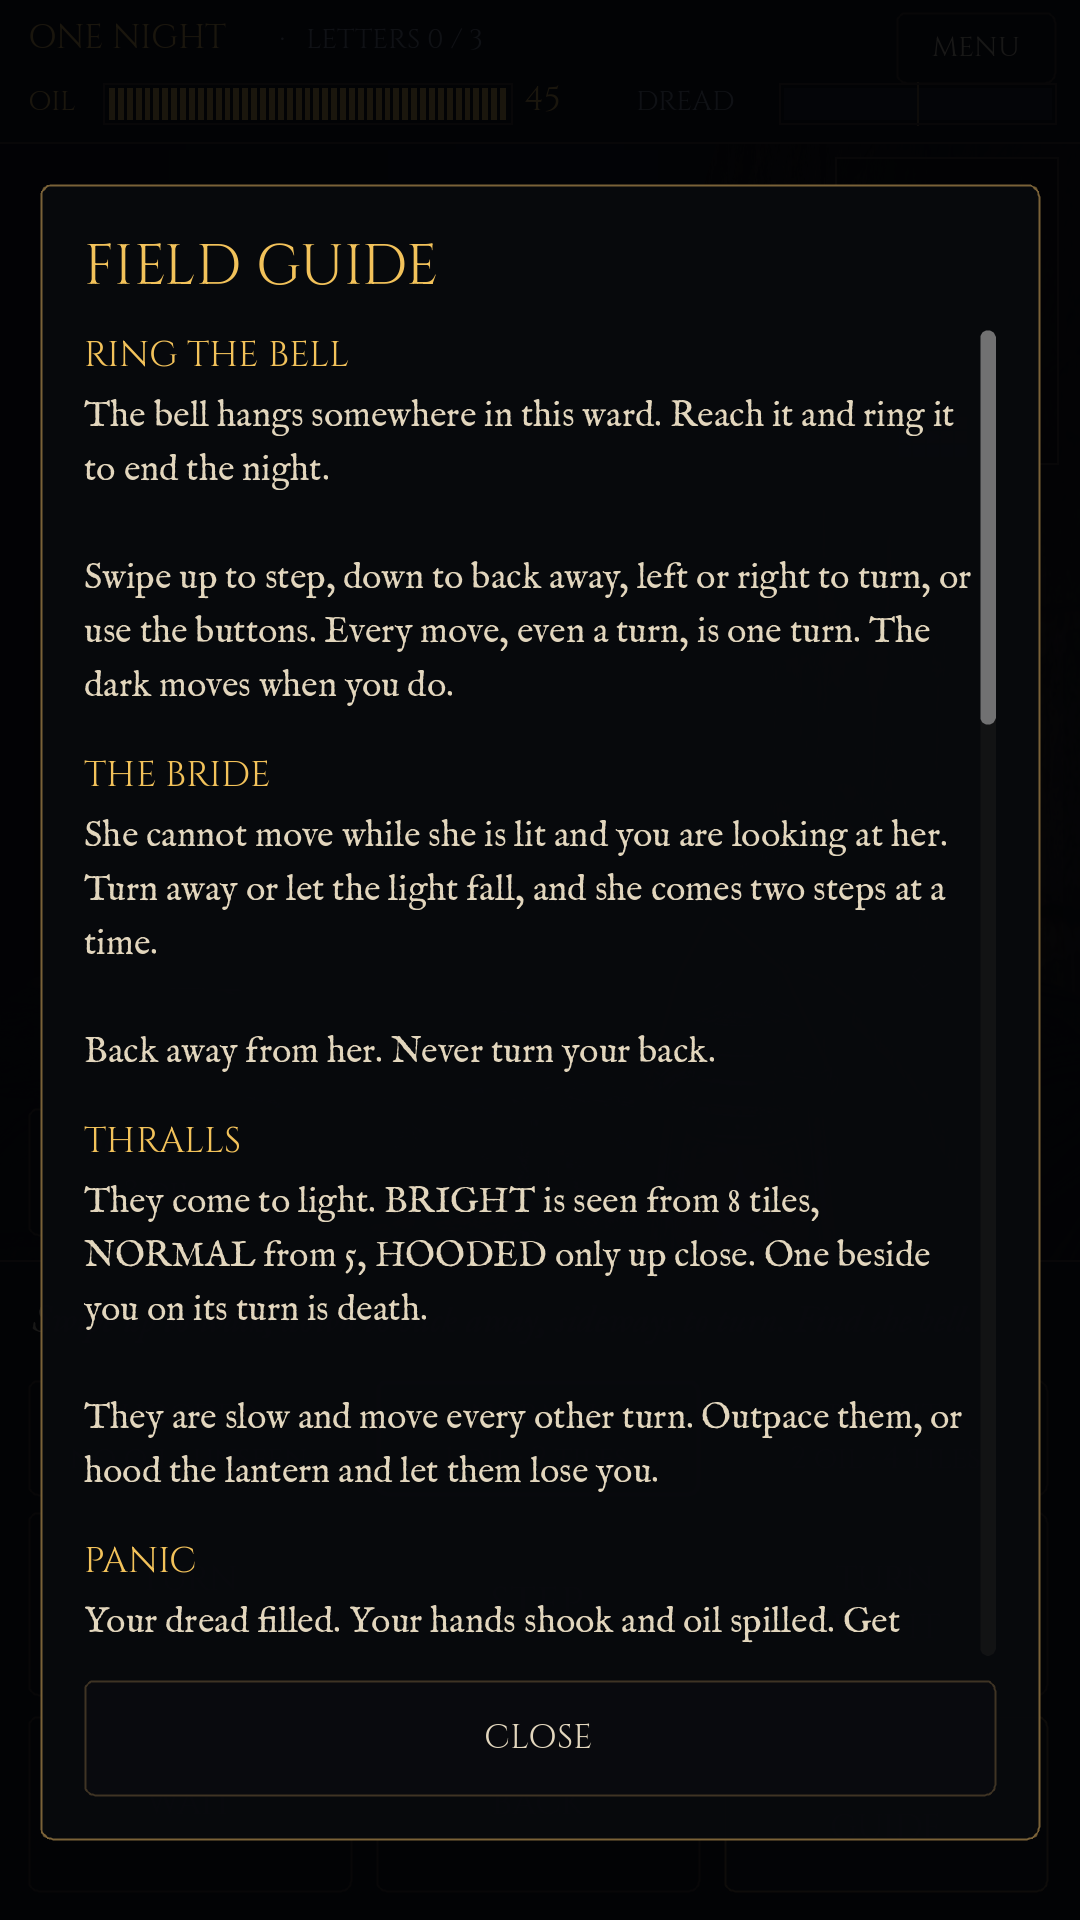 ONE NIGHT · LETTERS 0 / 3
MENU
OIL 45 DREAD
FIELD GUIDE
RING THE BELL
The bell hangs somewhere in this ward. Reach it and ring it
to end the night.
Swipe up to step, down to back away, left or right to turn, or
use the buttons. Every move, even a turn, is one turn. The
dark moves when you do.
THE BRIDE
She cannot move while she is lit and you are looking at her.
Turn away or let the light fall, and she comes two steps at a
time.
Back away from her. Never turn your back.
THRALLS
They come to light. BRIGHT is seen from 8 tiles,
NORMAL from 5, HOODED only up close. One beside
you on its turn is death.
They are slow and move every other turn. Outpace them, or
hood the lantern and let them lose you.
PANIC
Your dread filled. Your hands shook and oil spilled. Get
CLOSE